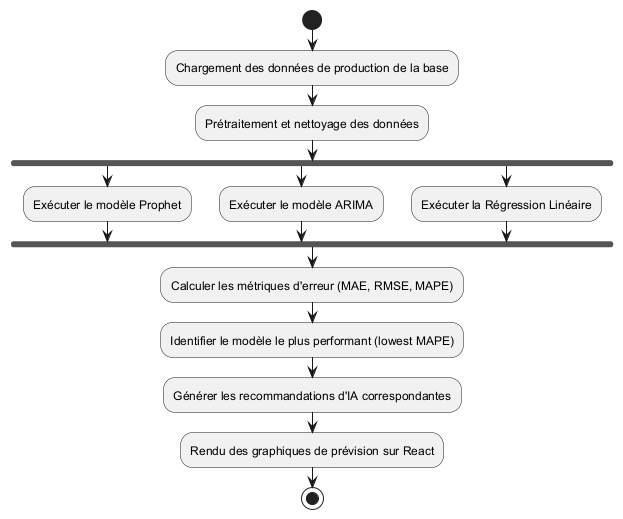 Chargement des données de production de la base
Prétraitement et nettoyage des données
Exécuter le modèle Prophet
Exécuter le modèle ARIMA
Exécuter la Régression Linéaire
Calculer les métriques d'erreur (MAE, RMSE, MAPE)
Identifier le modèle le plus performant (lowest MAPE)
Générer les recommandations d'IA correspondantes
Rendu des graphiques de prévision sur React